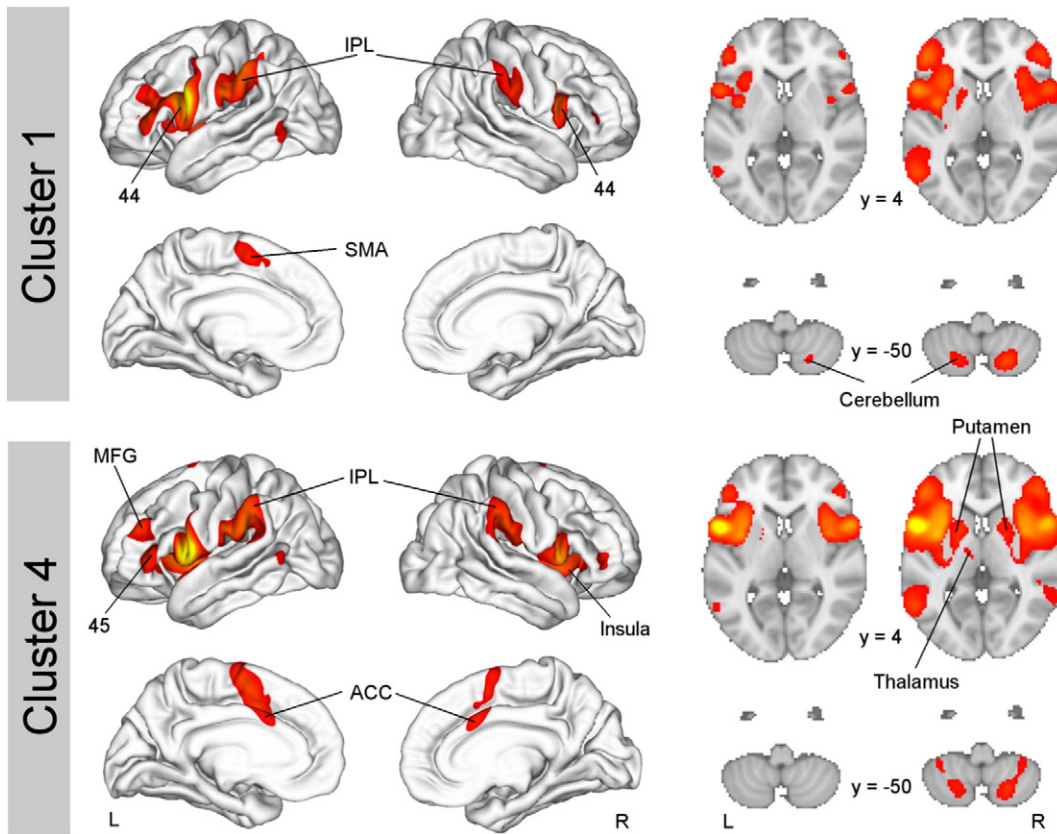 Cluster 1
IPL
44
44
y = 4
SMA
y = -50
Cerebellum
Cluster 4
MFG
IPL
Putamen
45
Insula
y = 4
Thalamus
ACC
y = -50
L
R
L
R